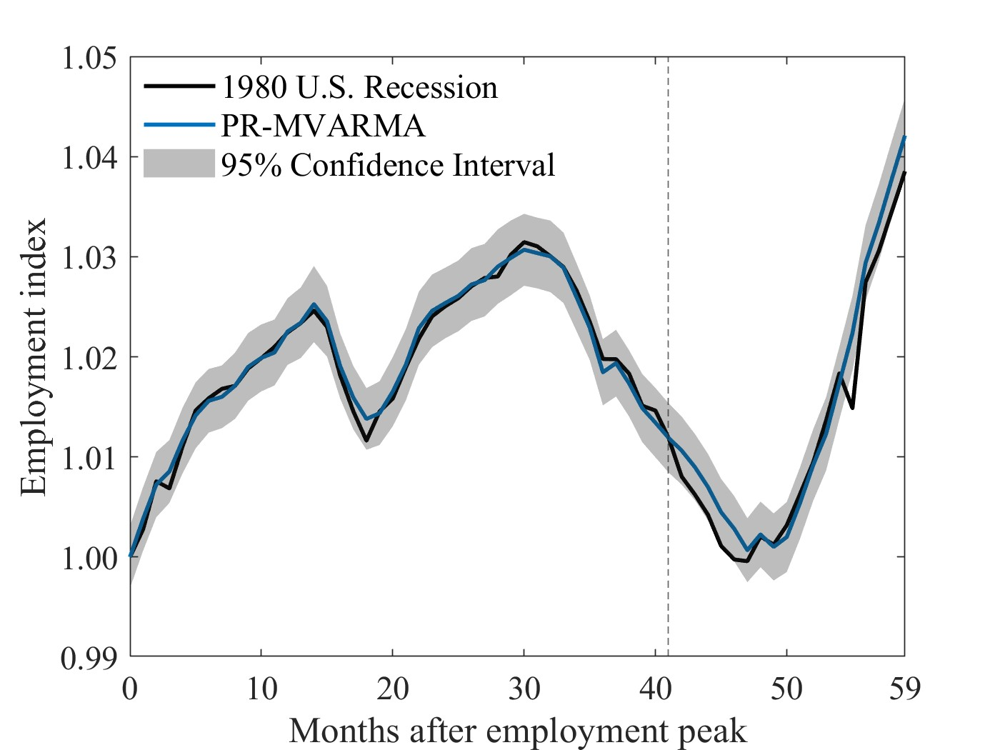 1.05
1980 U.S. Recession
PR-MVARMA
1.04
95% Confidence Interval
1.03
Employment index
1.02
1.01
1.00
0.99
0 10 20 30 40 50 59
Months after employment peak